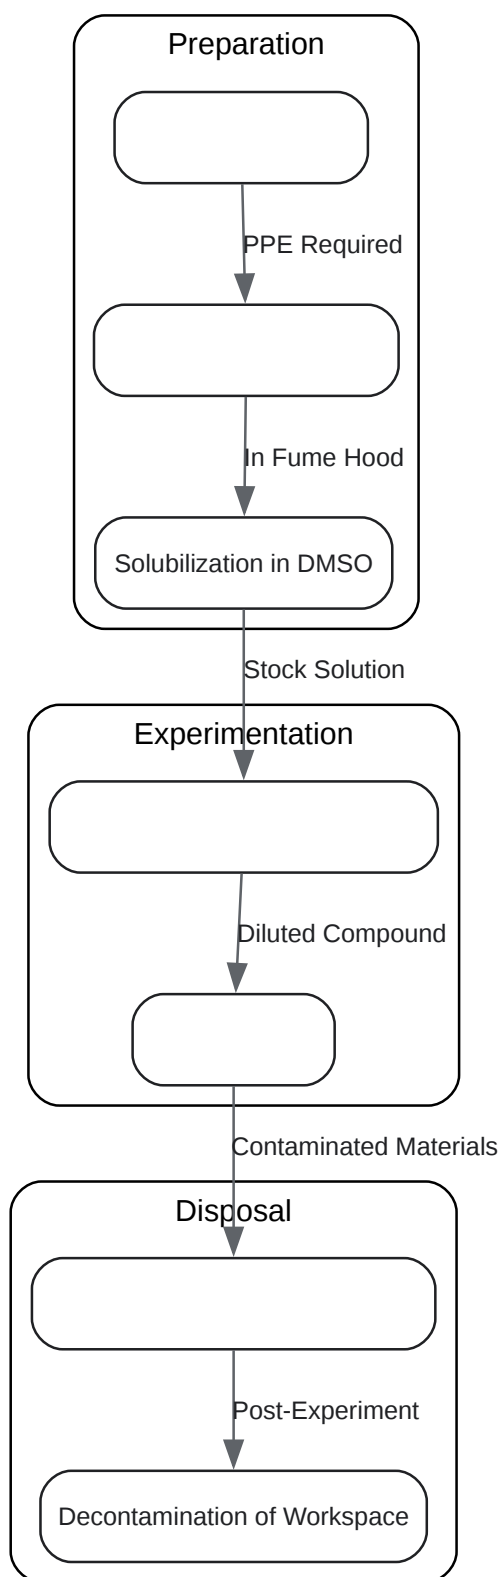 Preparation
PPE Required
In Fume Hood
Solubilization in DMSO
Stock Solution
Experimentation
Diluted Compound
Contaminated Materials
Disposal
Post-Experiment
Decontamination of Workspace